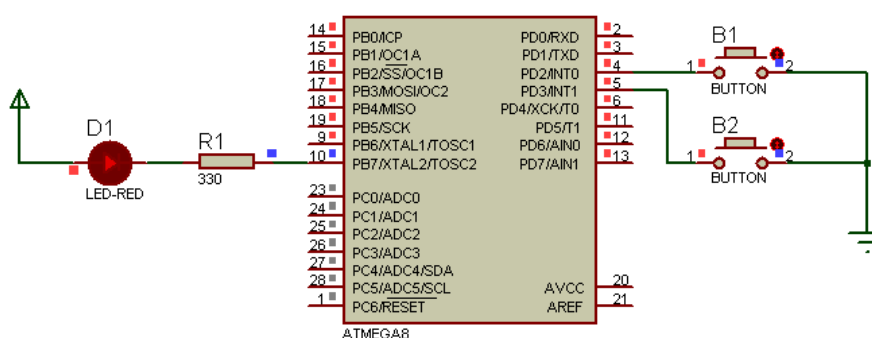 14 PB0/ICP PD0/RXD 2
15 PB1/OC1A PD1/TXD 3
16 PB2/SS/OC1B PD2/INT0 4
17 PB3/MOSI/OC2 PD3/INT1 5
18 PB4/MISO PD4/XCK/T0 6
19 PB5/SCK PD5/T1 11
9 PB6/XTAL1/TOSC1 PD6/AIN0 12
10 PB7/XTAL2/TOSC2 PD7/AIN1 13
23 PC0/ADC0
24 PC1/ADC1
25 PC2/ADC2
26 PC3/ADC3
27 PC4/ADC4/SDA
28 PC5/ADC5/SCL AVCC 20
1 PC6/RESET AREF 21
ATMEGA8
D1
LED-RED
R1
330
B1
1 2
BUTTON
B2
1 2
BUTTON